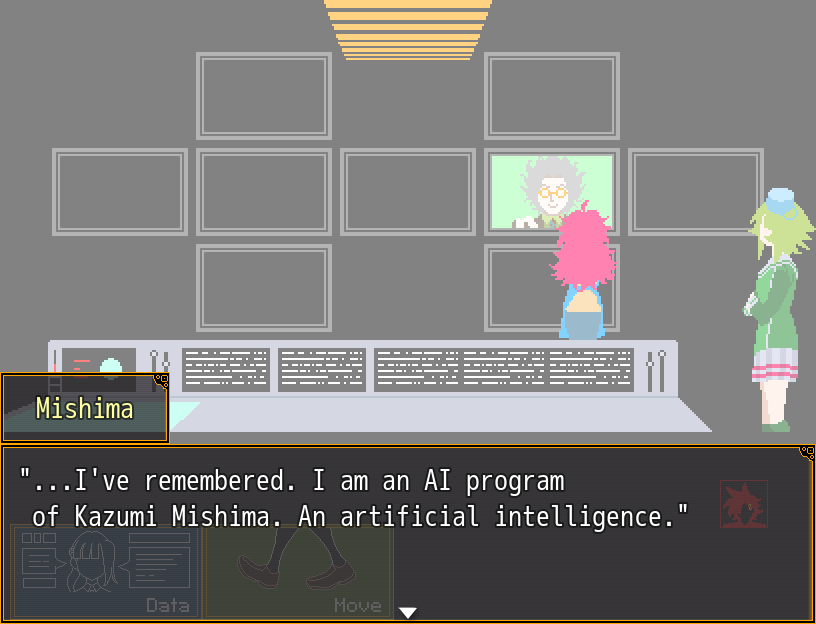 Mishima
"...I've remembered. I am an AI program
of Kazumi Mishima. An artificial intelligence."
Data
Move